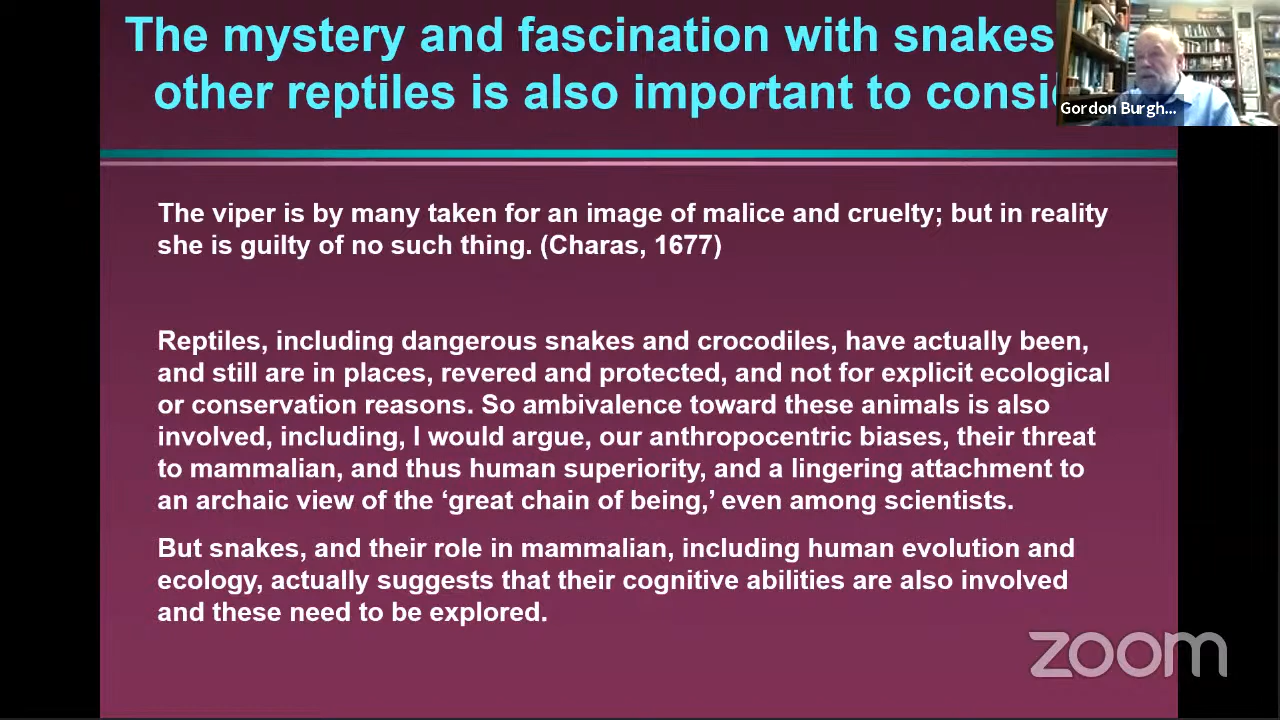 The mystery and fascination with snakes
other reptiles is also important to consi
Gordon Burgh...
The viper is by many taken for an image of malice and cruelty; but in reality
she is guilty of no such thing. (Charas, 1677)
Reptiles, including dangerous snakes and crocodiles, have actually been,
and still are in places, revered and protected, and not for explicit ecological
or conservation reasons. So ambivalence toward these animals is also
involved, including, I would argue, our anthropocentric biases, their threat
to mammalian, and thus human superiority, and a lingering attachment to
an archaic view of the ‘great chain of being,’ even among scientists.
But snakes, and their role in mammalian, including human evolution and
ecology, actually suggests that their cognitive abilities are also involved
and these need to be explored.
zoom